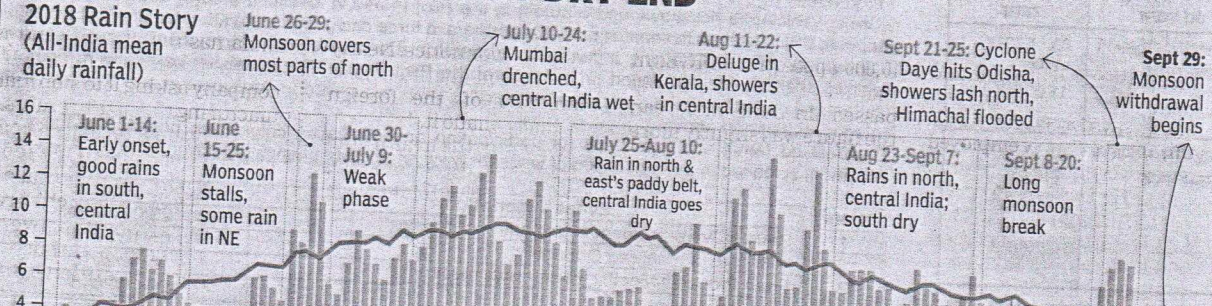 2018 Rain Story
(All-India mean
daily rainfall)
June 26-29:
Monsoon covers
most parts of north
July 10-24:
Mumbai
drenched,
central India wet
Aug 11-22:
Deluge in
Kerala, showers
in central India
Sept 21-25: Cyclone
Daye hits Odisha,
showers lash north,
Himachal flooded
Sept 29:
Monsoon
withdrawal
begins
16
14
12
10
8
6
4
June 1-14:
Early onset,
good rains
in south,
central
India
June
15-25:
Monsoon
stalls,
some rain
in NE
June 30-
July 9:
Weak
phase
July 25-Aug 10:
Rain in north &
east's paddy belt,
central India goes
dry
Aug 23-Sept 7:
Rains in north,
central India;
south dry
Sept 8-20:
Long
monsoon
break